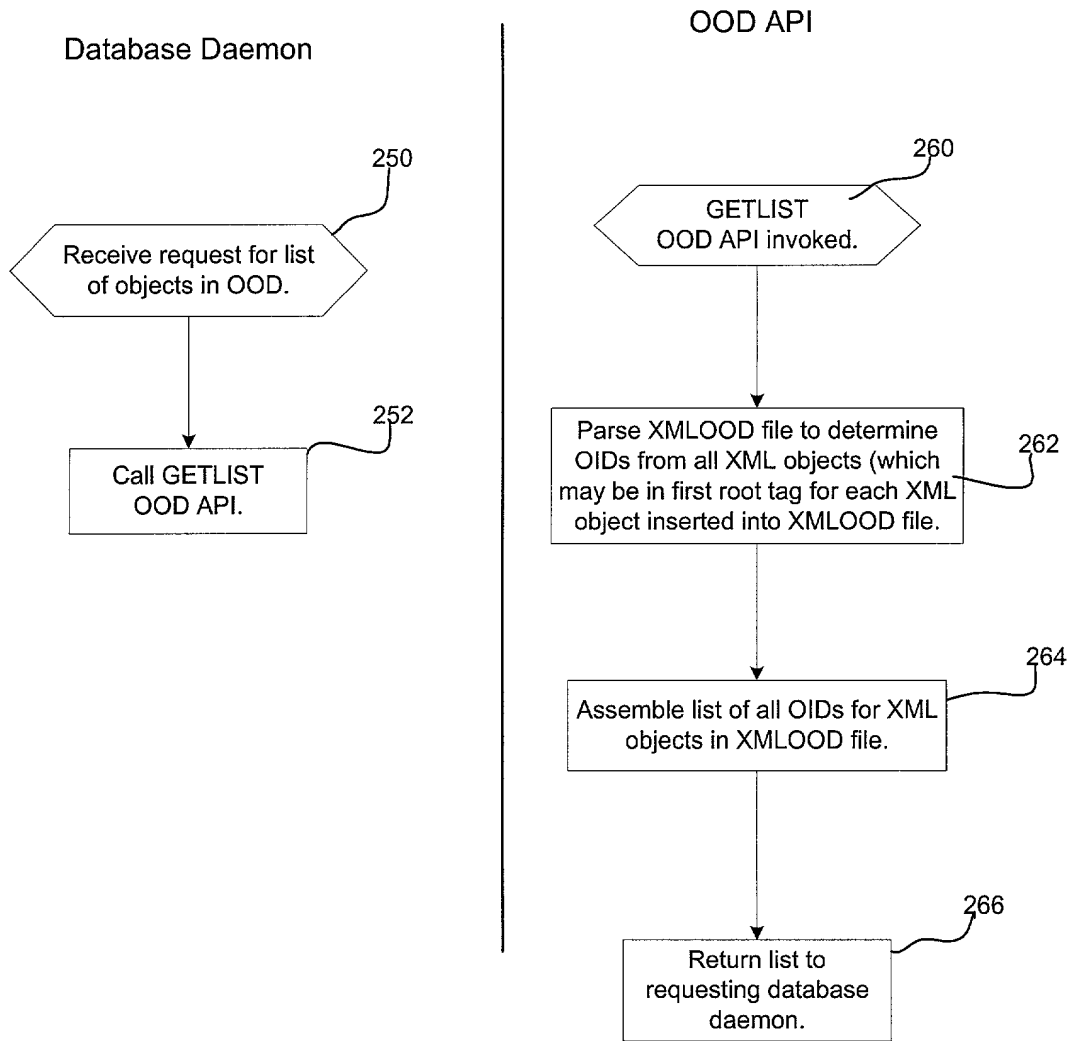 Database Daemon
250
Receive request for list
of objects in OOD.
252
Call GETLIST
OOD API.
OOD API
260
GETLIST
OOD API invoked.
Parse XMLOOD file to determine
OIDs from all XML objects (which
may be in first root tag for each XML
object inserted into XMLOOD file.
262
264
Assemble list of all OIDs for XML
objects in XMLOOD file.
266
Return list to
requesting database
daemon.